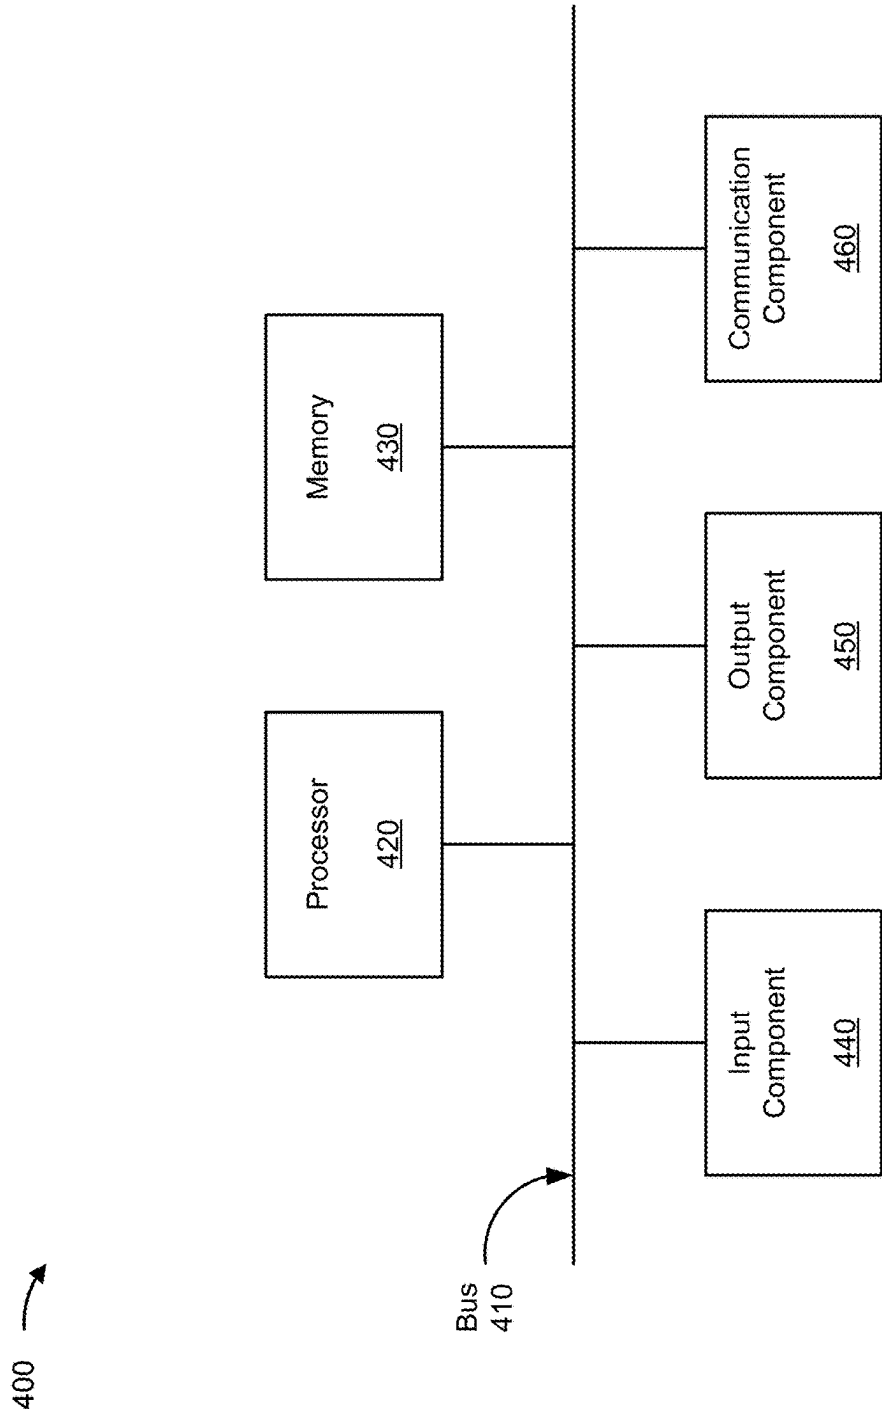 400
Processor
420
Memory
430
Bus
410
Input
Component
440
Output
Component
450
Communication
Component
460